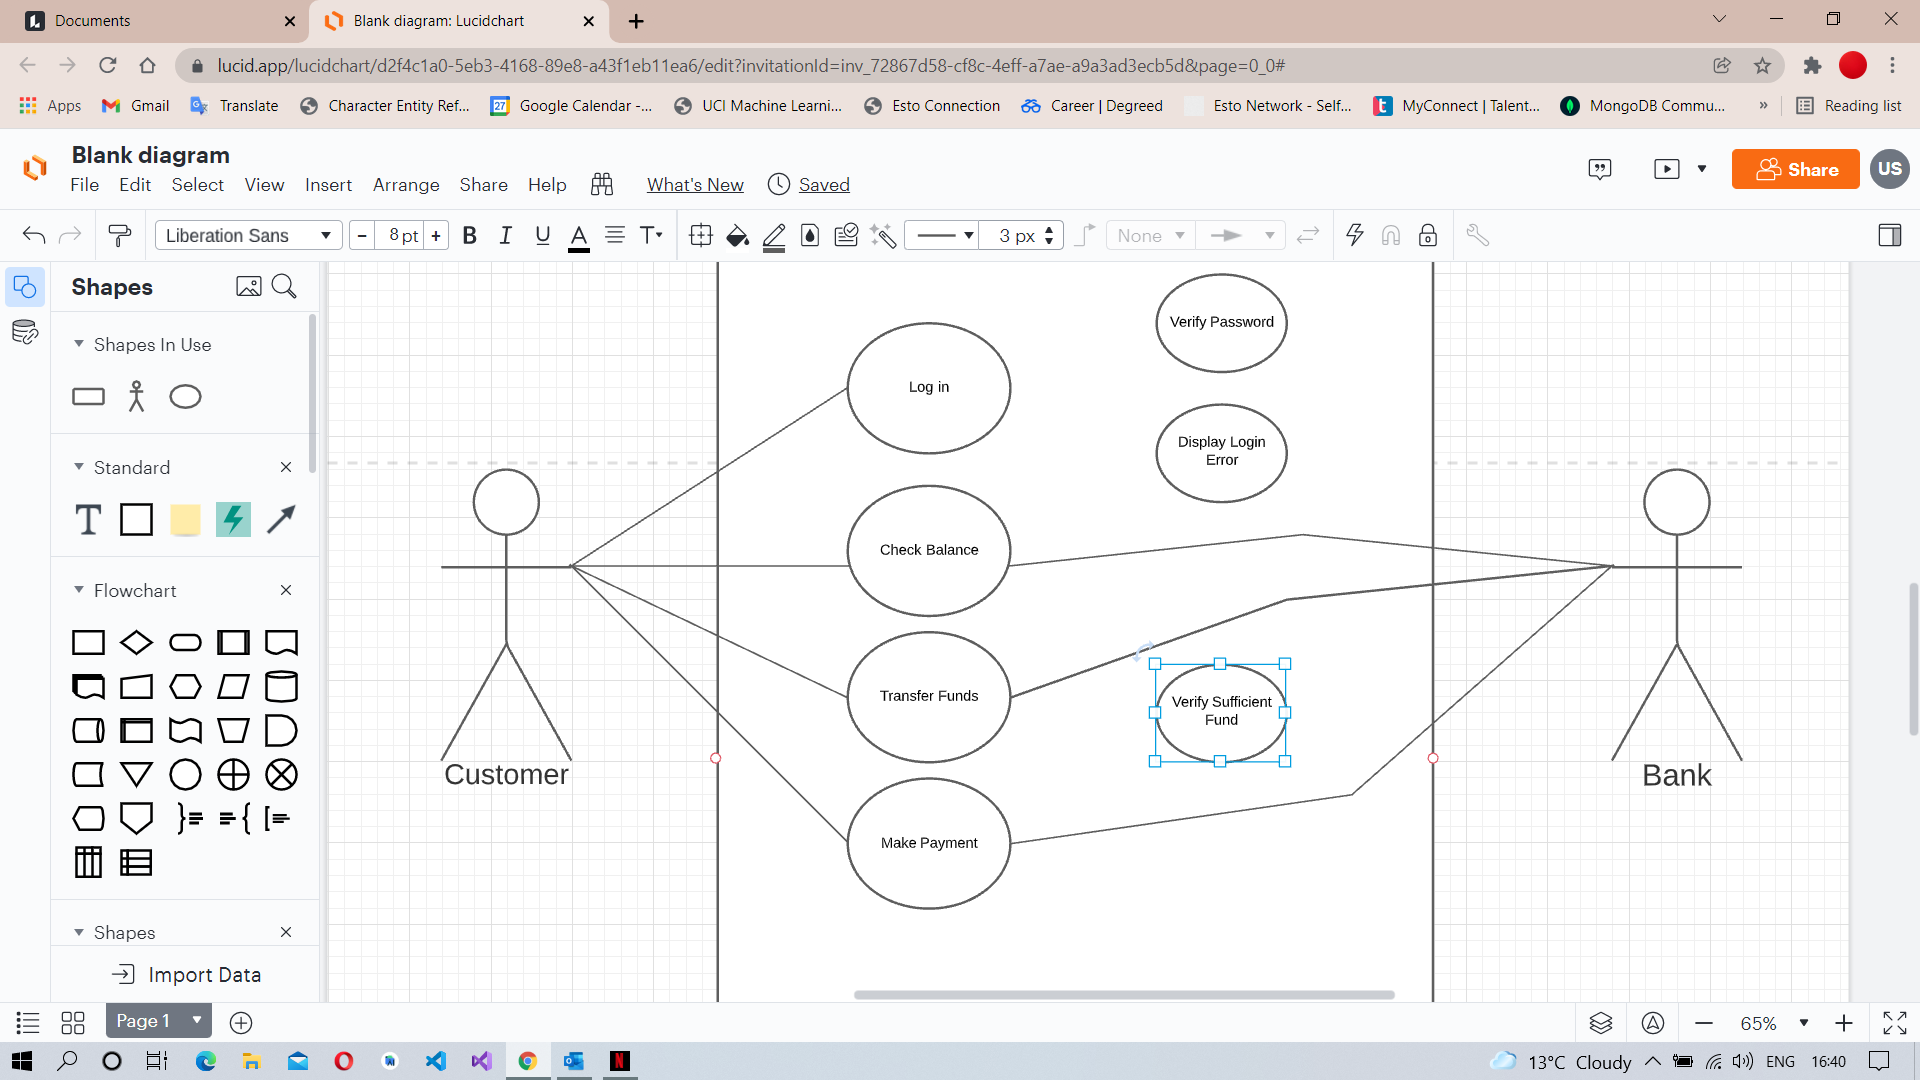 Documents
Blank diagram: Lucidchart
lucid.app/lucidchart/d2f4c1a0-5eb3-4168-89e8-a43f1eb11ea6/edit?invitationId=inv_72867d58-cf8c-4eff-a7ae-a9a3ad3ecb5d&page=0_0#
Apps
Gmail
Translate
Character Entity Ref...
27
Google Calendar -...
UCI Machine Learni...
Esto Connection
Career | Degreed
Esto Network - Self...
MyConnect | Talent...
MongoDB Commu...
»
Reading list
Blank diagram
File Edit Select View Insert Arrange Share Help
What's New
Saved
Share
US
Liberation Sans
- 8 pt +
B I U A T
3 px
None
Shapes
Shapes In Use
Standard
T
Flowchart
Shapes
Import Data
Verify Password
Log in
Display Login
Error
Check Balance
Transfer Funds
Verify Sufficient
Fund
Customer
Bank
Make Payment
Page 1
65%
13°C Cloudy
ENG
16:40